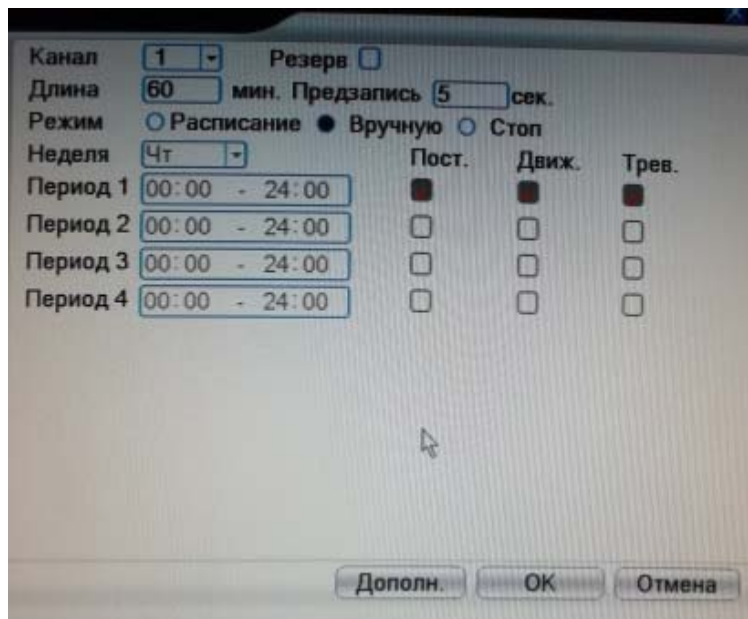 Канал 1 Резерв
Длина 60 мин. Предзапись 5 сек.
Режим Расписание Вручную Стоп
Неделя Чт Пост. Движ. Трев.
Период 1 00:00 - 24:00
Период 2 00:00 - 24:00
Период 3 00:00 - 24:00
Период 4 00:00 - 24:00
Дополн. OK Отмена